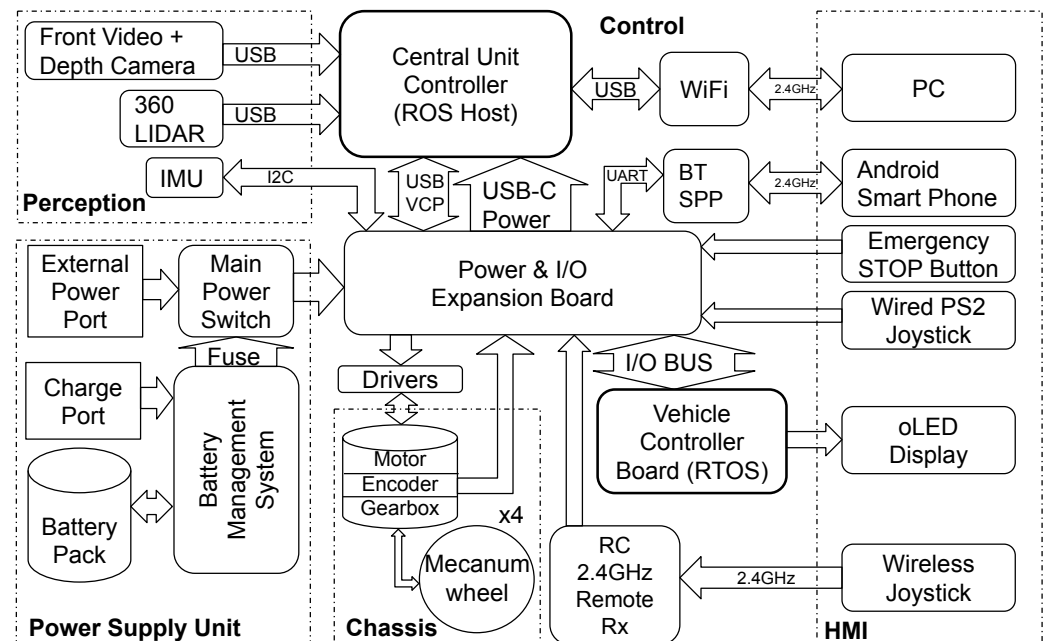 Front Video +
Depth Camera
USB
360
LIDAR
USB
IMU
I2C
Perception
Central Unit
Controller
(ROS Host)
Control
USB
WiFi
2.4GHz
PC
USB
VCP
USB-C
Power
UART
BT
SPP
2.4GHz
Android
Smart Phone
Emergency
STOP Button
Wired PS2
Joystick
External
Power
Port
Main
Power
Switch
Power & I/O
Expansion Board
Fuse
Charge
Port
Battery
Management
System
Battery
Pack
Power Supply Unit
Drivers
Motor
Encoder
Gearbox
x4
Mecanum
wheel
Chassis
I/O BUS
Vehicle
Controller
Board (RTOS)
oLED
Display
RC
2.4GHz
Remote
Rx
2.4GHz
Wireless
Joystick
HMI